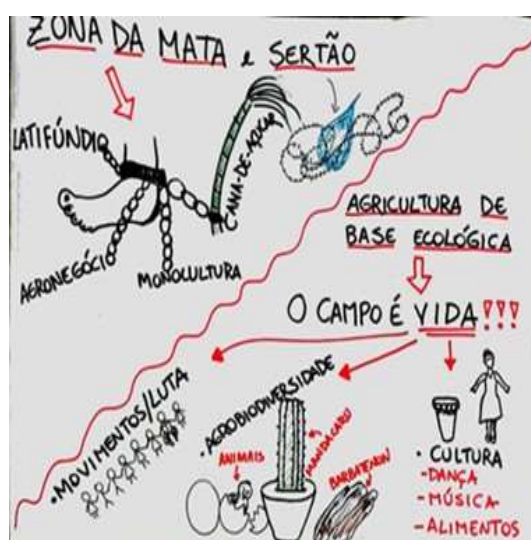 ZONA DA MATA e SERTÃO
LATIFÚNDIO
CANA-DE-AÇÚCAR
AGRONEGÓCIO
MONOCULTURA
AGRICULTURA DE
BASE ECOLÓGICA
O CAMPO É VIDA!!!
• MOVIMENTOS/LUTA
• AGROBIODIVERSIDADE
ANIMAIS
MANDACARU
• CULTURA
- DANÇA
- MÚSICA
- ALIMENTOS